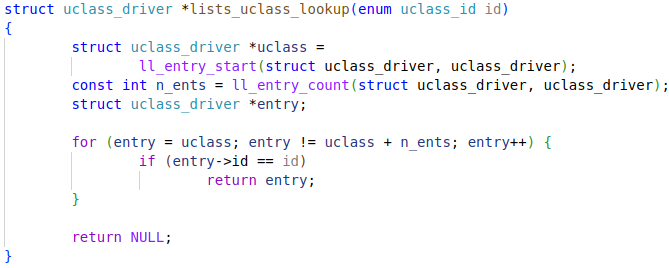 struct uclass_driver *lists_uclass_lookup(enum uclass_id id)
{
        struct uclass_driver *uclass =
                ll_entry_start(struct uclass_driver, uclass_driver);
        const int n_ents = ll_entry_count(struct uclass_driver, uclass_driver);
        struct uclass_driver *entry;

        for (entry = uclass; entry != uclass + n_ents; entry++) {
                if (entry->id == id)
                        return entry;
        }

        return NULL;
}